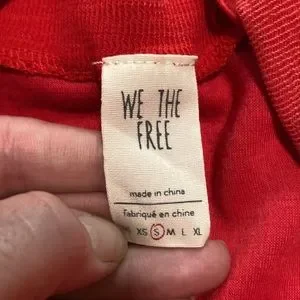 WE THE
FREE
made in china
fabriqué en chine
XS S M L XL